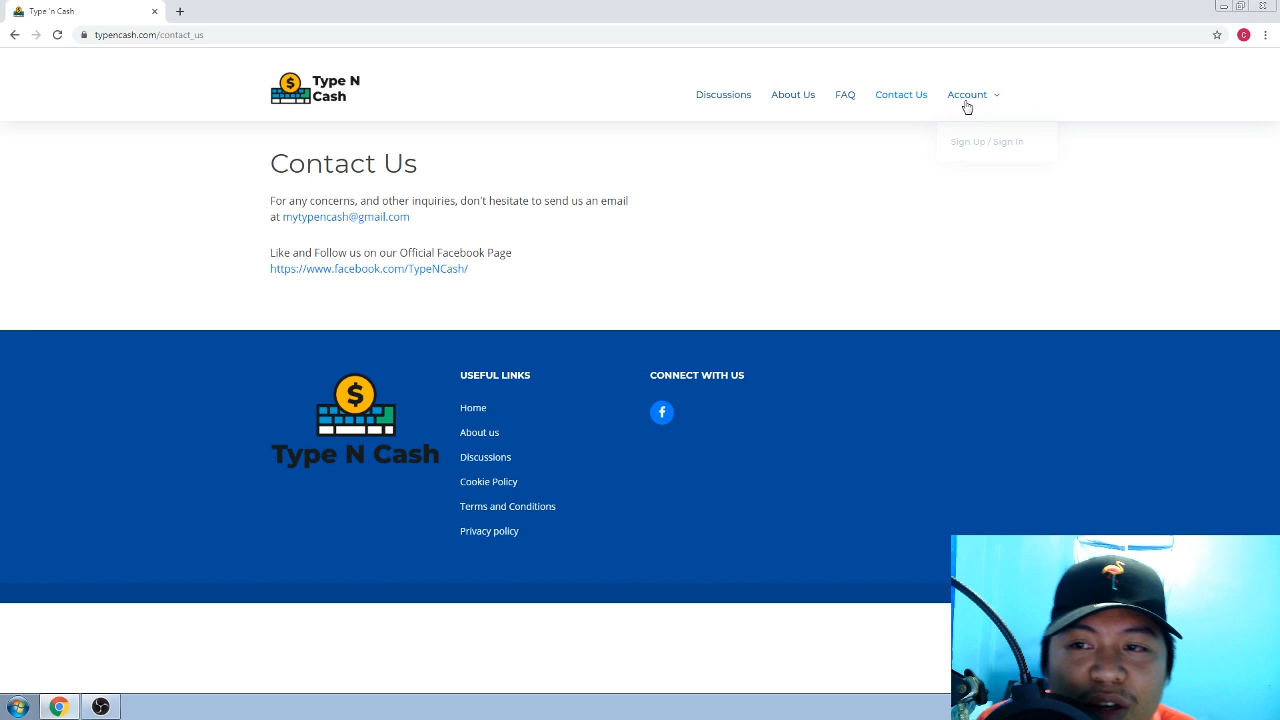 Type 'n Cash
typencash.com/contact_us
C
Type N
Cash
Discussions
About Us
FAQ
Contact Us
Account
Sign Up / Sign In
Contact Us
For any concerns, and other inquiries, don't hesitate to send us an email
at mytypencash@gmail.com
Like and Follow us on our Official Facebook Page
https://www.facebook.com/TypeNCash/
$
Type N Cash
USEFUL LINKS
Home
About us
Discussions
Cookie Policy
Terms and Conditions
Privacy policy
CONNECT WITH US
f